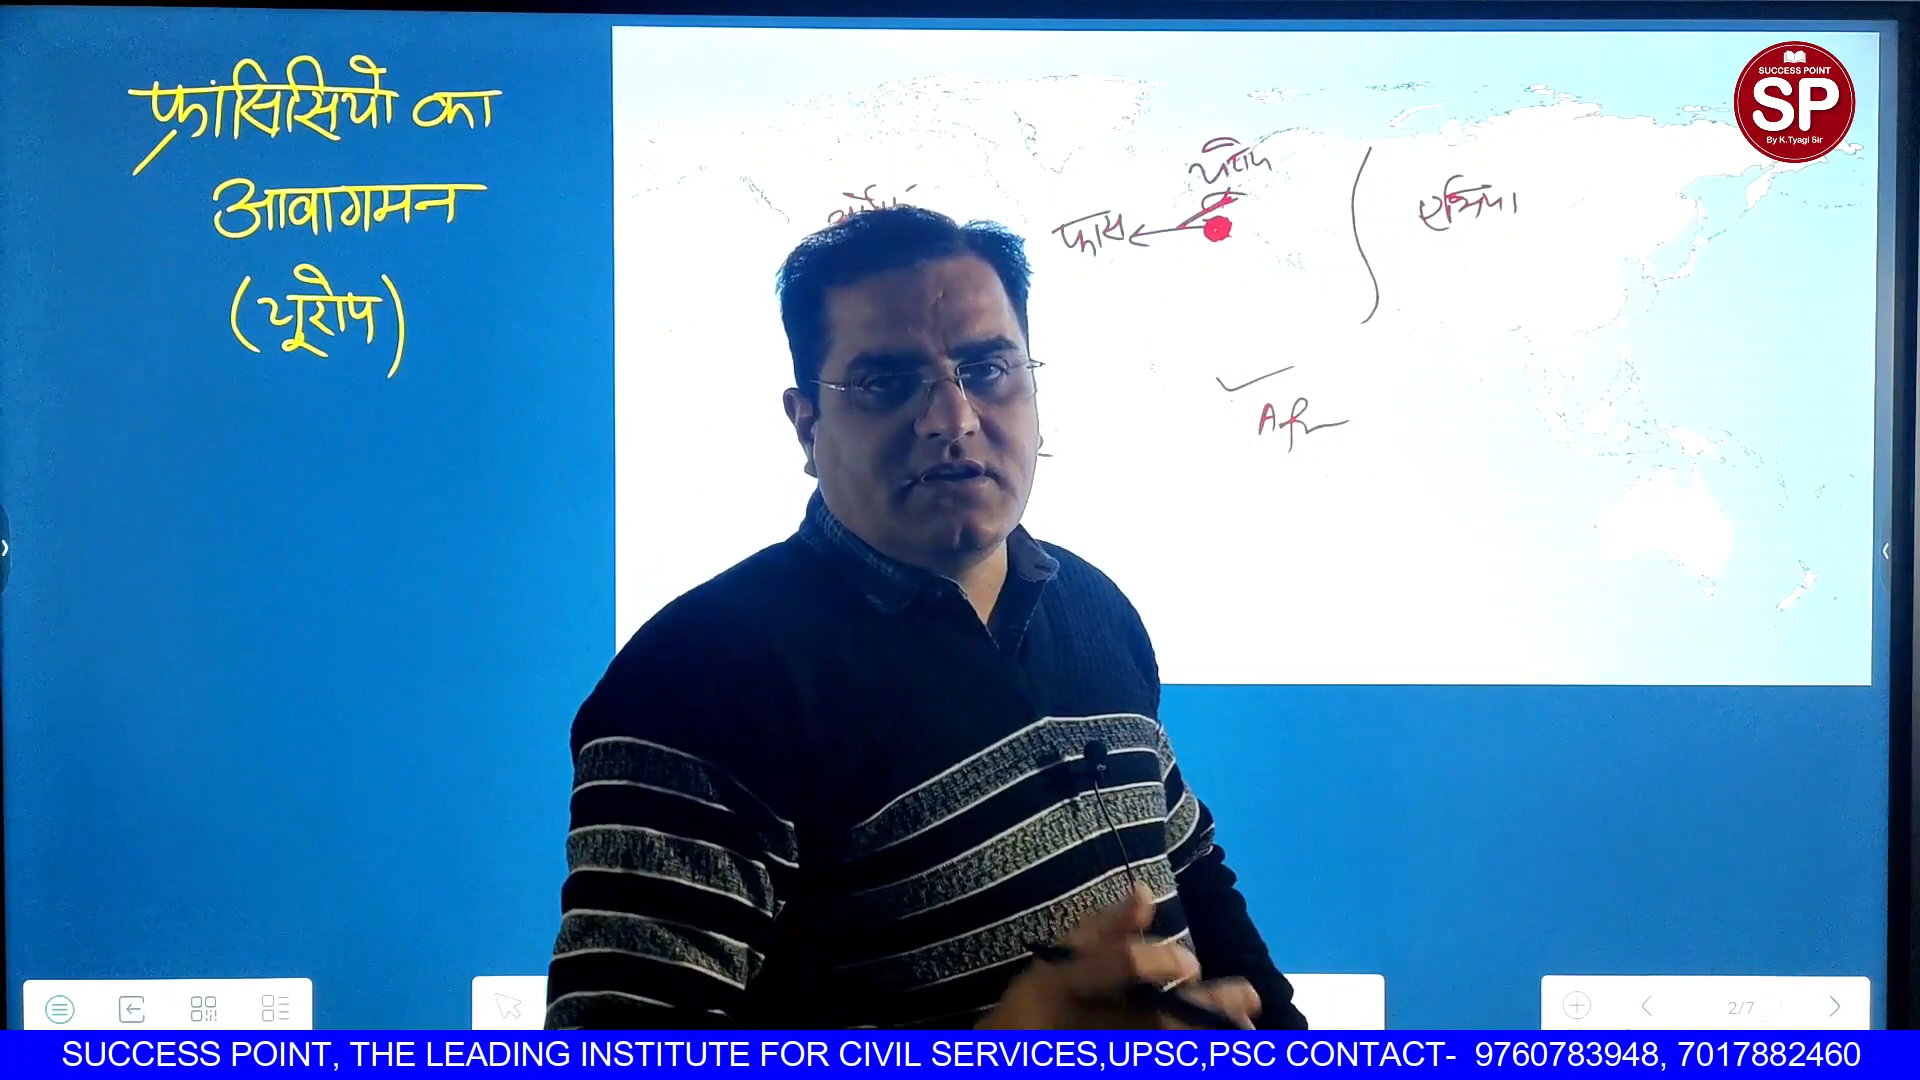 फ्रांसिसियो का
आवागमन
(यूरोप)
फ्रांस
एशिया
Afr
SUCCESS POINT
SP
By K.Tyagi Sir
2/7
SUCCESS POINT, THE LEADING INSTITUTE FOR CIVIL SERVICES,UPSC,PSC CONTACT- 9760783948, 7017882460